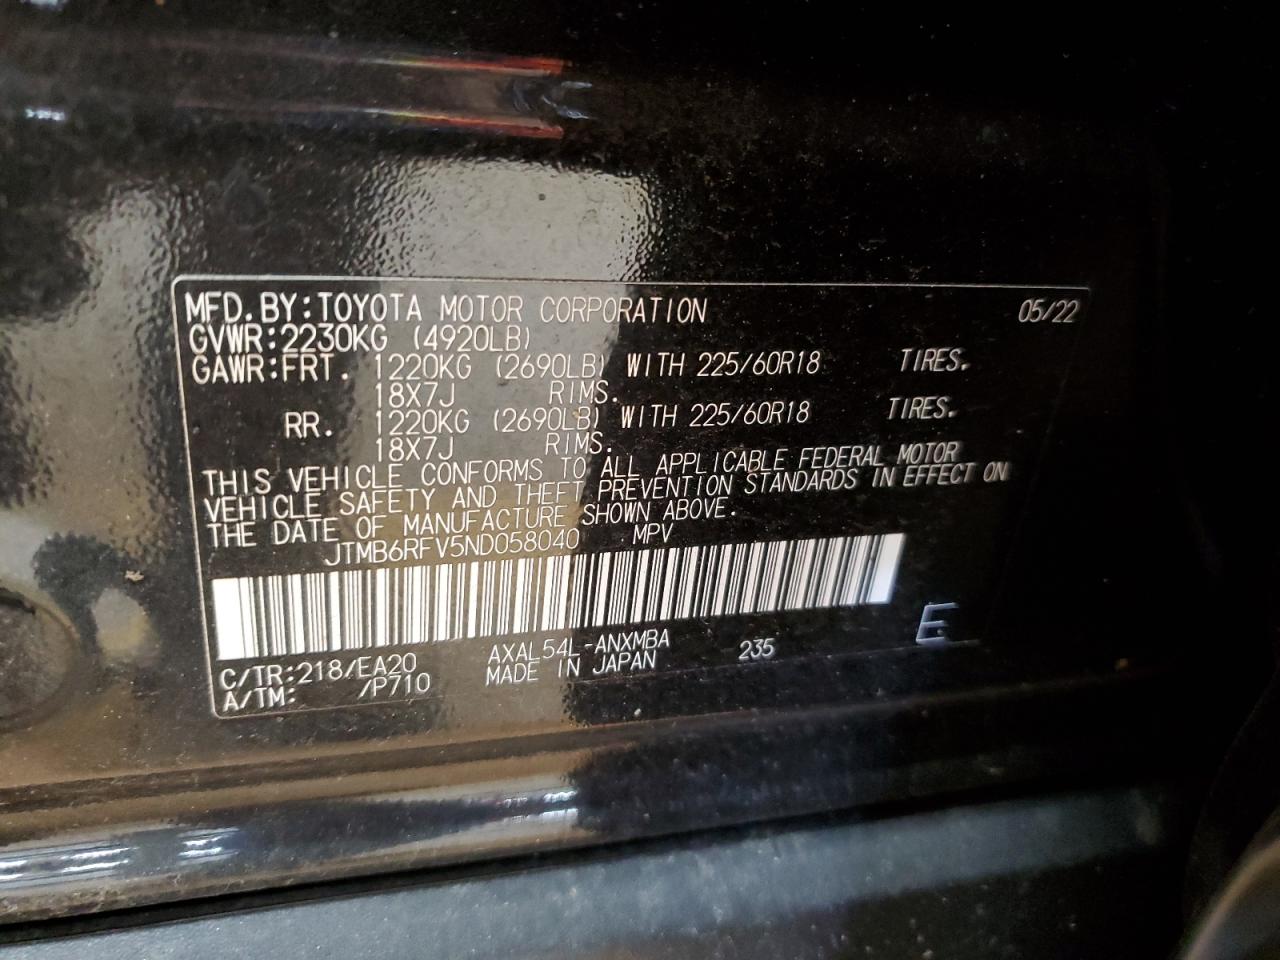 MFD.BY:TOYOTA MOTOR CORPORATION 05/22
GVWR:2230KG (4920LB)
GAWR:FRT. 1220KG (2690LB) WITH 225/60R18 TIRES.
18X7J RIMS.
RR. 1220KG (2690LB) WITH 225/60R18 TIRES.
18X7J RIMS.
THIS VEHICLE CONFORMS TO ALL APPLICABLE FEDERAL MOTOR
VEHICLE SAFETY AND THEFT PREVENTION STANDARDS IN EFFECT ON
THE DATE OF MANUFACTURE SHOWN ABOVE.
JTMB6RFV5ND058040 MPV
C/TR:218/EA20 AXAL54L-ANXMBA 235 E
A/TM: /P710 MADE IN JAPAN